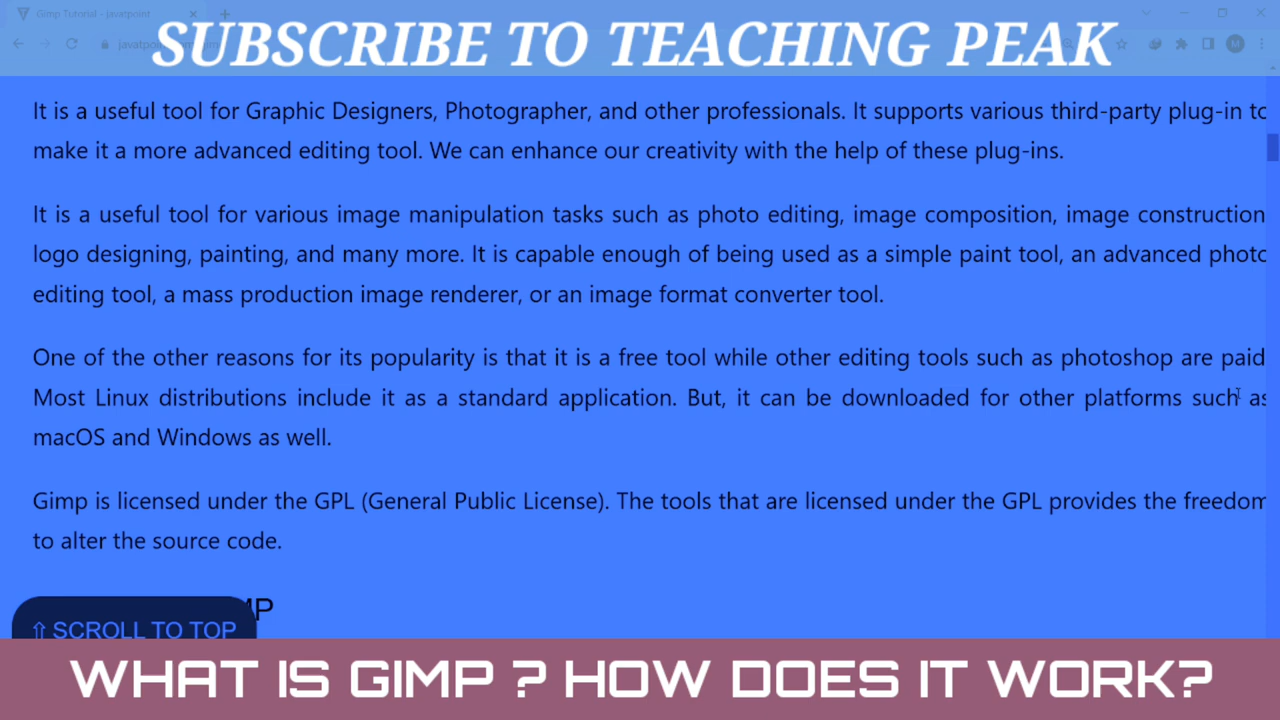 Gimp Tutorial - javatpoint
SUBSCRIBE TO TEACHING PEAK
It is a useful tool for Graphic Designers, Photographer, and other professionals. It supports various third-party plug-in to
make it a more advanced editing tool. We can enhance our creativity with the help of these plug-ins.
It is a useful tool for various image manipulation tasks such as photo editing, image composition, image construction
logo designing, painting, and many more. It is capable enough of being used as a simple paint tool, an advanced photo
editing tool, a mass production image renderer, or an image format converter tool.
One of the other reasons for its popularity is that it is a free tool while other editing tools such as photoshop are paid
Most Linux distributions include it as a standard application. But, it can be downloaded for other platforms such as
macOS and Windows as well.
Gimp is licensed under the GPL (General Public License). The tools that are licensed under the GPL provides the freedom
to alter the source code.
⇧ SCROLL TO TOP
WHAT IS GIMP ? HOW DOES IT WORK?